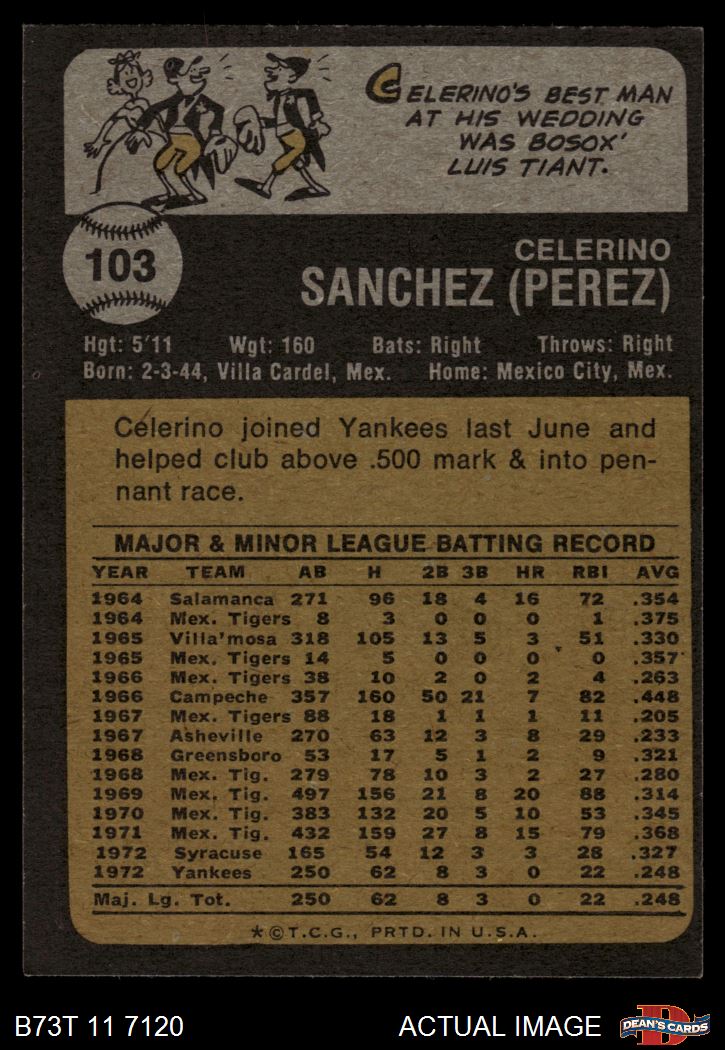 CELERINO'S BEST MAN
AT HIS WEDDING
WAS BOSOX'
LUIS TIANT.
103
CELERINO
SANCHEZ (PEREZ)
Hgt: 5'11 Wgt: 160 Bats: Right Throws: Right
Born: 2-3-44, Villa Cardel, Mex. Home: Mexico City, Mex.
Celerino joined Yankees last June and
helped club above .500 mark & into pen-
nant race.
MAJOR & MINOR LEAGUE BATTING RECORD
YEAR TEAM AB H 2B 3B HR RBI AVG
1964 Salamanca 271 96 18 4 16 72 .354
1964 Mex. Tigers 8 3 0 0 0 1 .375
1965 Villa'mosa 318 105 13 5 3 51 .330
1965 Mex. Tigers 14 5 0 0 0 0 .357
1966 Mex. Tigers 38 10 2 0 2 4 .263
1966 Campeche 357 160 50 21 7 82 .448
1967 Mex. Tigers 88 18 1 1 1 11 .205
1967 Asheville 270 63 12 3 8 29 .233
1968 Greensboro 53 17 5 1 2 9 .321
1968 Mex. Tig. 279 78 10 3 2 27 .280
1969 Mex. Tig. 497 156 21 8 20 88 .314
1970 Mex. Tig. 383 132 20 5 10 53 .345
1971 Mex. Tig. 432 159 27 8 15 79 .368
1972 Syracuse 165 54 12 3 3 28 .327
1972 Yankees 250 62 8 3 0 22 .248
Maj. Lg. Tot. 250 62 8 3 0 22 .248
*©T.C.G., PRTD. IN U.S.A.
B73T 11 7120 ACTUAL IMAGE
DEAN'S CARDS